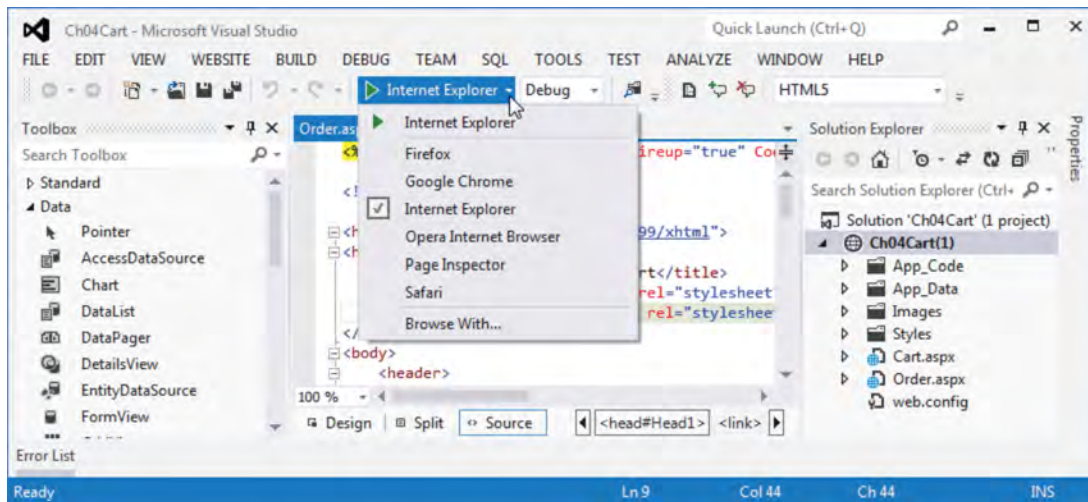 Ch04Cart - Microsoft Visual Studio
Quick Launch (Ctrl+Q)
FILE EDIT VIEW WEBSITE BUILD DEBUG TEAM SQL TOOLS TEST ANALYZE WINDOW HELP
Internet Explorer Debug HTML5
Toolbox
Search Toolbox
Standard
Data
Pointer
AccessDataSource
Chart
DataList
DataPager
DetailsView
EntityDataSource
FormView
Order.as
Internet Explorer
Firefox
Google Chrome
Internet Explorer
Opera Internet Browser
Page Inspector
Safari
Browse With...
<%
ireup="true"
<!
<h
99/xhtml">
<h
rt</title>
rel="stylesheet
rel="styleshee
</
<body>
<header>
100 %
Design Split Source <head#Head1> <link>
Solution Explorer
Search Solution Explorer (Ctrl+
Solution 'Ch04Cart' (1 project)
Ch04Cart(1)
App_Code
App_Data
Images
Styles
Cart.aspx
Order.aspx
web.config
Properties
Error List
Ready Ln 9 Col 44 Ch 44 INS